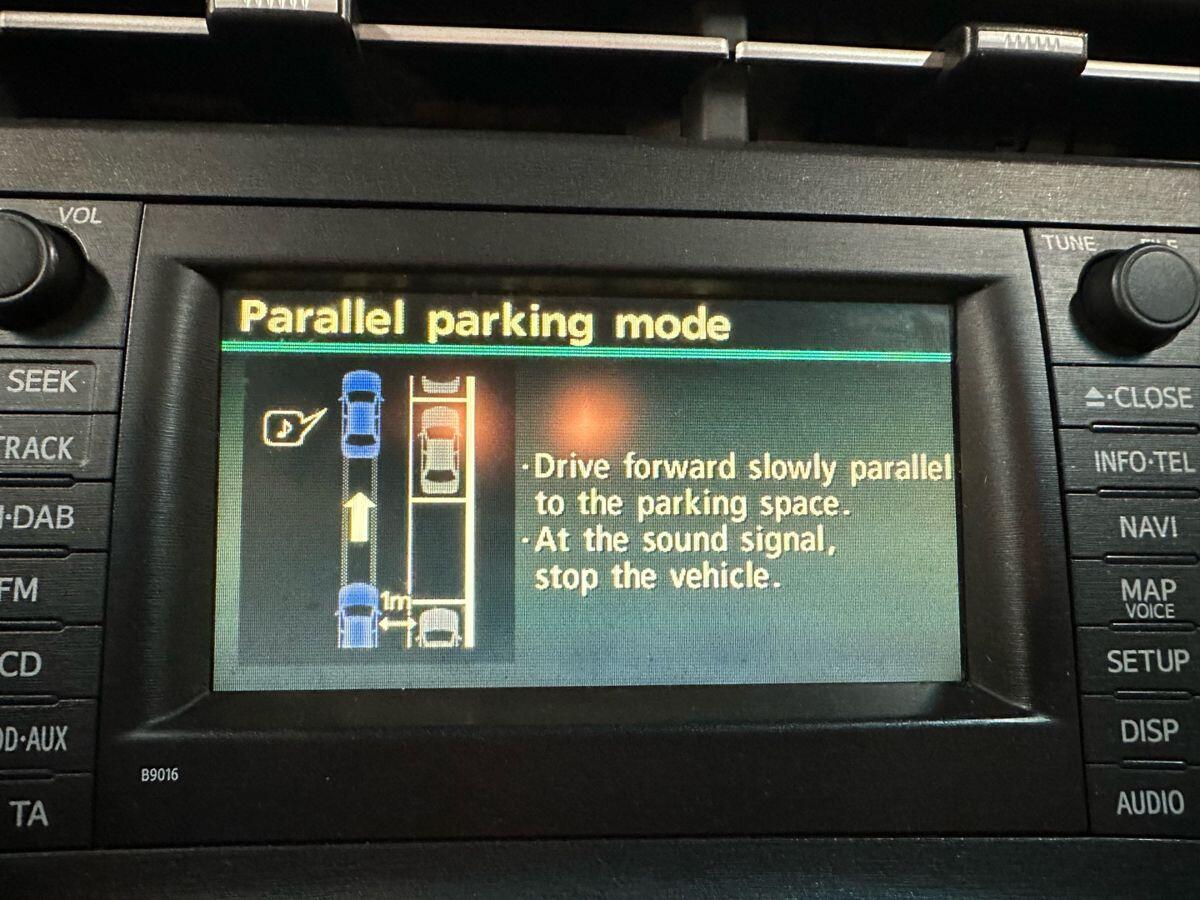 VOL
TUNE
SEEK
TRACK
·DAB
FM
CD
D·AUX
TA
Parallel parking mode
1m
·Drive forward slowly parallel
to the parking space.
·At the sound signal,
stop the vehicle.
B9016
·CLOSE
INFO·TEL
NAVI
MAP
VOICE
SETUP
DISP
AUDIO